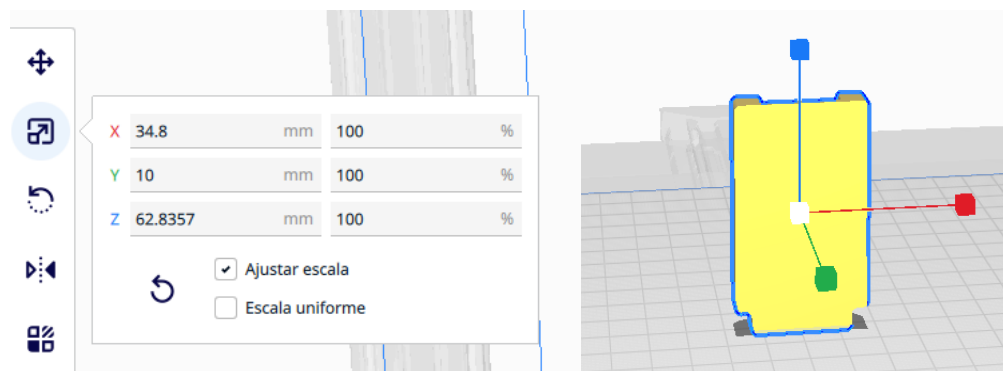 X 34.8 mm 100 %
Y 10 mm 100 %
Z 62.8357 mm 100 %
Ajustar escala
Escala uniforme